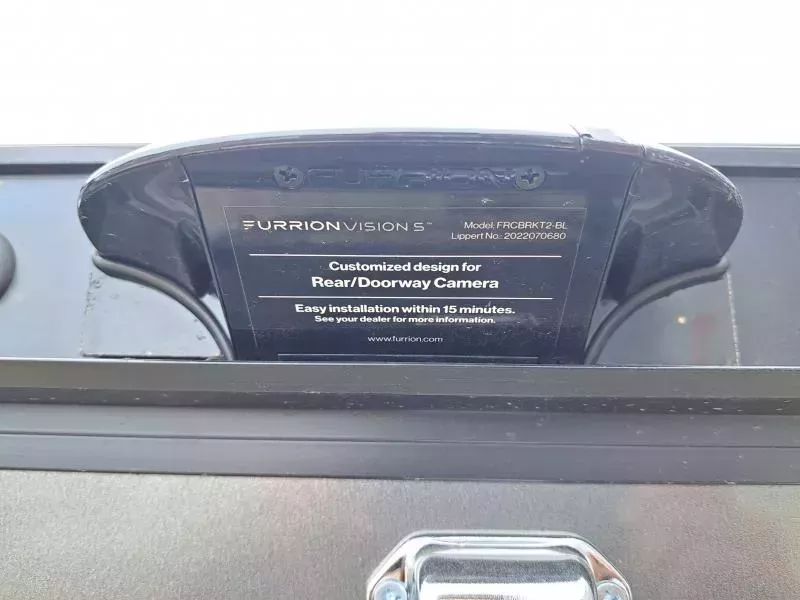 FURRION
FURRION VISION S™
Model: FRCBRKT2-BL
Lippert No.: 2022070680
Customized design for
Rear/Doorway Camera
Easy installation within 15 minutes.
See your dealer for more information.
www.furrion.com